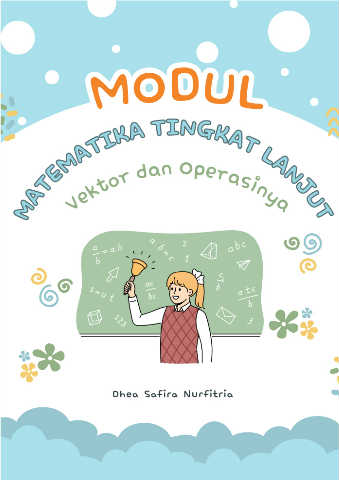 MODUL
MATEMATIKA TINGKAT LANJUT
Vektor dan Operasinya
Dhea Safira Nurfitria